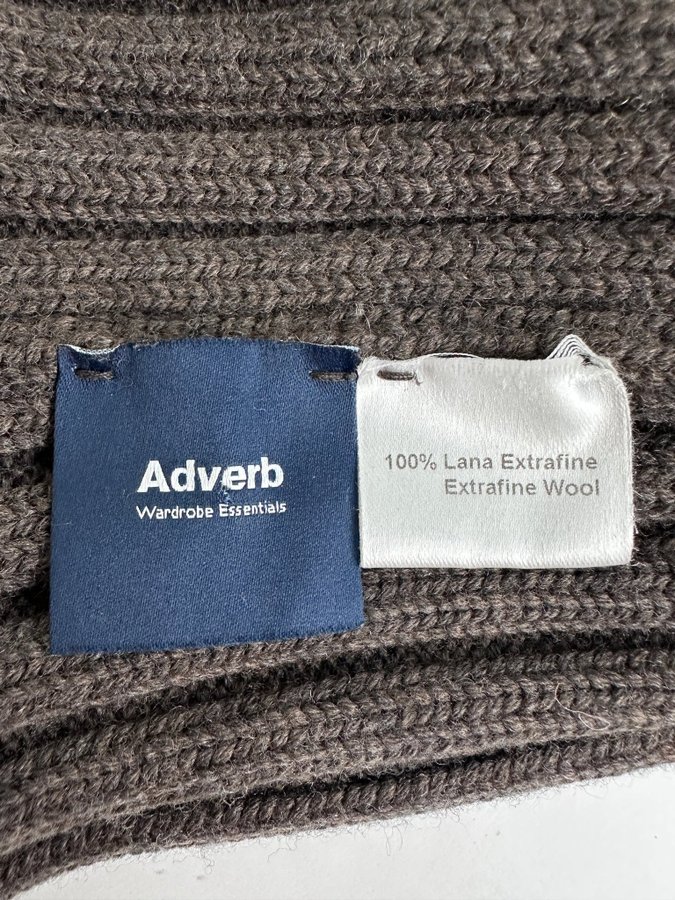 Adverb
Wardrobe Essentials
100% Lana Extrafine
Extrafine Wool